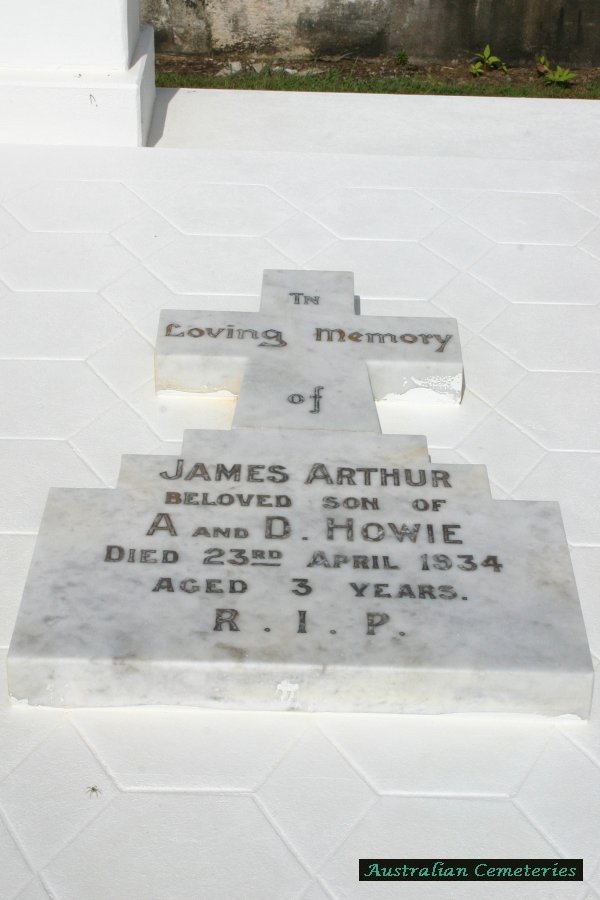 In
Loving Memory
of
JAMES ARTHUR
BELOVED SON OF
A AND D. HOWIE
DIED 23RD APRIL 1934
AGED 3 YEARS.
R . I . P .
Australian Cemeteries